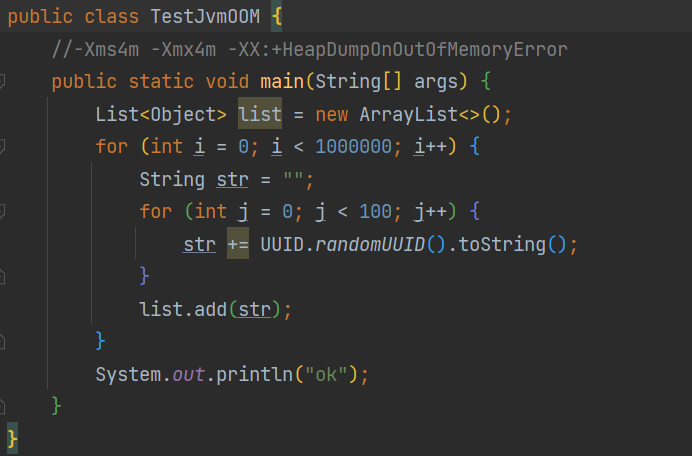 public class TestJvmOOM {
    //-Xms4m -Xmx4m -XX:+HeapDumpOnOutOfMemoryError
    public static void main(String[] args) {
        List<Object> list = new ArrayList<>();
        for (int i = 0; i < 1000000; i++) {
            String str = "";
            for (int j = 0; j < 100; j++) {
                str += UUID.randomUUID().toString();
            }
            list.add(str);
        }
        System.out.println("ok");
    }
}